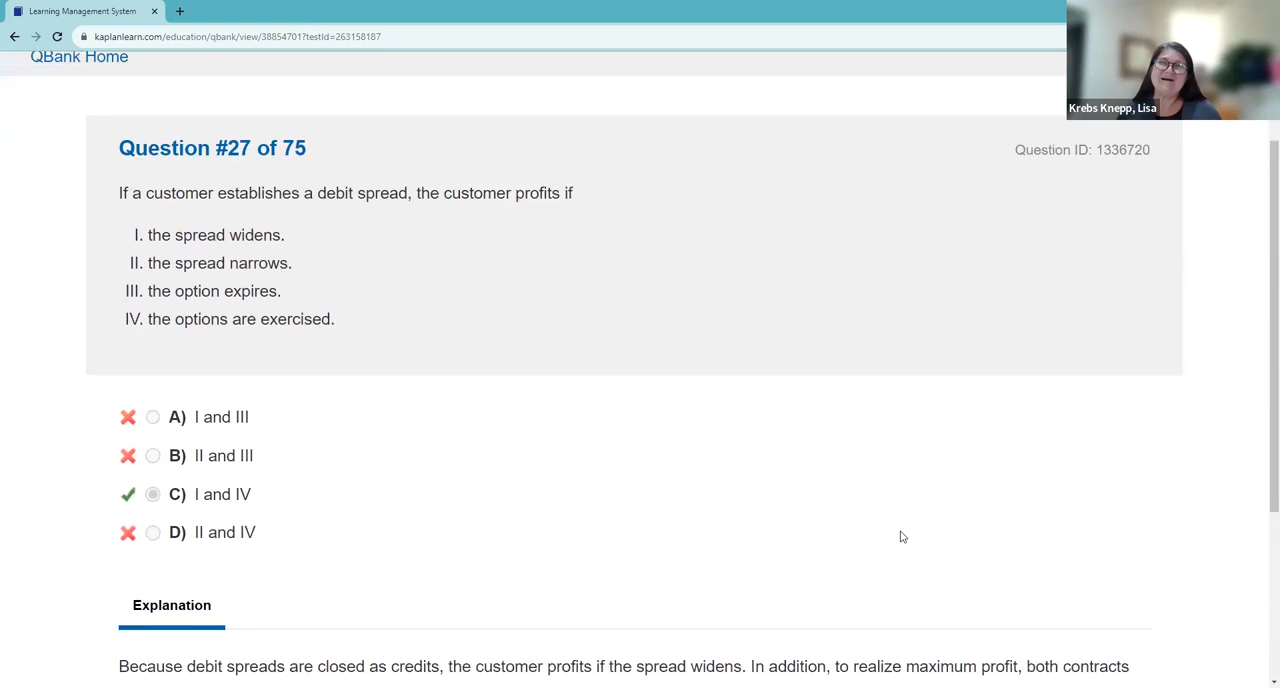 Learning Management System
kaplanlearn.com/education/qbank/view/38854701?testId=263158187
QBank Home
Krebs Knepp, Lisa
Question #27 of 75
Question ID: 1336720
If a customer establishes a debit spread, the customer profits if
I. the spread widens.
II. the spread narrows.
III. the option expires.
IV. the options are exercised.
A) I and III
B) II and III
C) I and IV
D) II and IV
Explanation
Because debit spreads are closed as credits, the customer profits if the spread widens. In addition, to realize maximum profit, both contracts